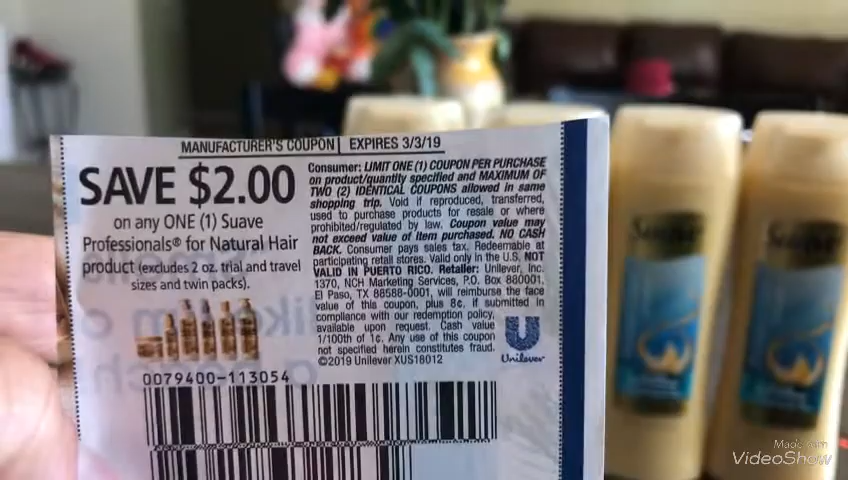 MANUFACTURER'S COUPON | EXPIRES 3/3/19
SAVE $2.00
on any ONE (1) Suave
Professionals® for Natural Hair
product (excludes 2 oz. trial and travel
sizes and twin packs).
Consumer: LIMIT ONE (1) COUPON PER PURCHASE
on product/quantity specified and MAXIMUM OF
TWO (2) IDENTICAL COUPONS allowed in same
shopping trip. Void if reproduced, transferred,
used to purchase products for resale or where
prohibited/regulated by law. Coupon value may
not exceed value of item purchased. NO CASH
BACK. Consumer pays sales tax. Redeemable at
participating retail stores. Valid only in the U.S. NOT
VALID IN PUERTO RICO. Retailer: Unilever, Inc.
1370, NCH Marketing Services, P.O. Box 880001,
El Paso, TX 88588-0001, will reimburse the face
value of this coupon, plus 8¢, if submitted in
compliance with our redemption policy,
available upon request. Cash value
1/100th of 1¢. Any use of this coupon
not specified herein constitutes fraud.
©2019 Unilever XUS18012
Unilever
0079400-113054
Made with
VideoShow